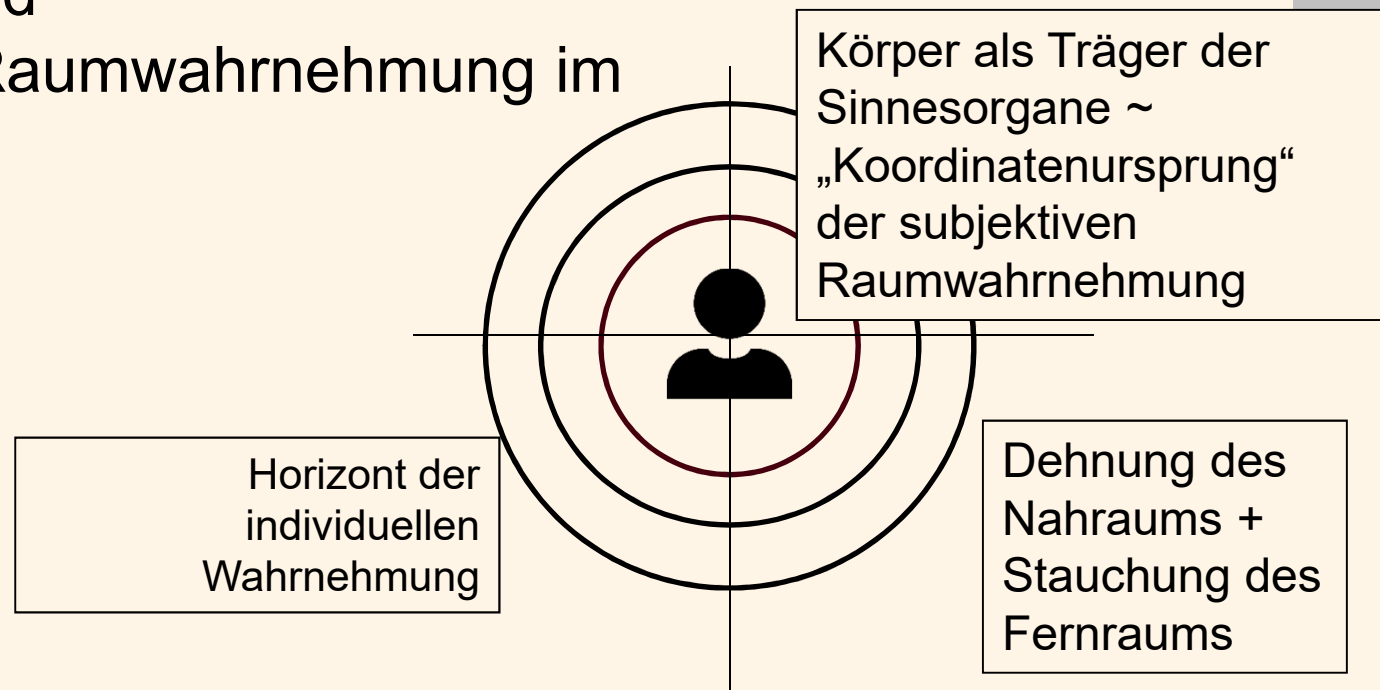 Raumwahrnehmung im
Körper als Träger der
Sinnesorgane ~
„Koordinatenursprung“
der subjektiven
Raumwahrnehmung
Horizont der
individuellen
Wahrnehmung
Dehnung des
Nahraums +
Stauchung des
Fernraums